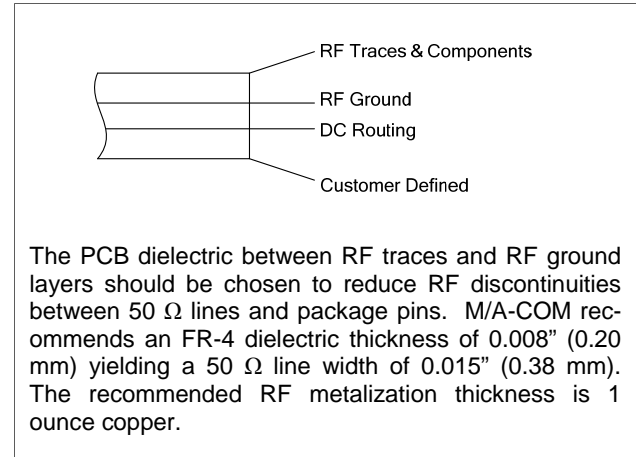 RF Traces & Components
RF Ground
DC Routing
Customer Defined
The PCB dielectric between RF traces and RF ground
layers should be chosen to reduce RF discontinuities
between 50 Ω lines and package pins. M/A-COM rec-
ommends an FR-4 dielectric thickness of 0.008” (0.20
mm) yielding a 50 Ω line width of 0.015” (0.38 mm).
The recommended RF metalization thickness is 1
ounce copper.